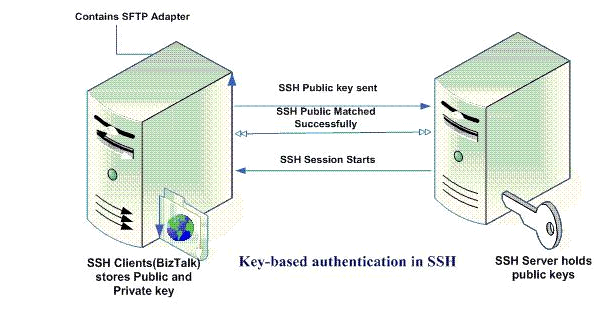 Contains SFTP Adapter
SSH Public key sent
SSH Public Matched
Successfully
SSH Session Starts
SSH Clients(BizTalk)
stores Public and
Private key
Key-based authentication in SSH
SSH Server holds
public keys